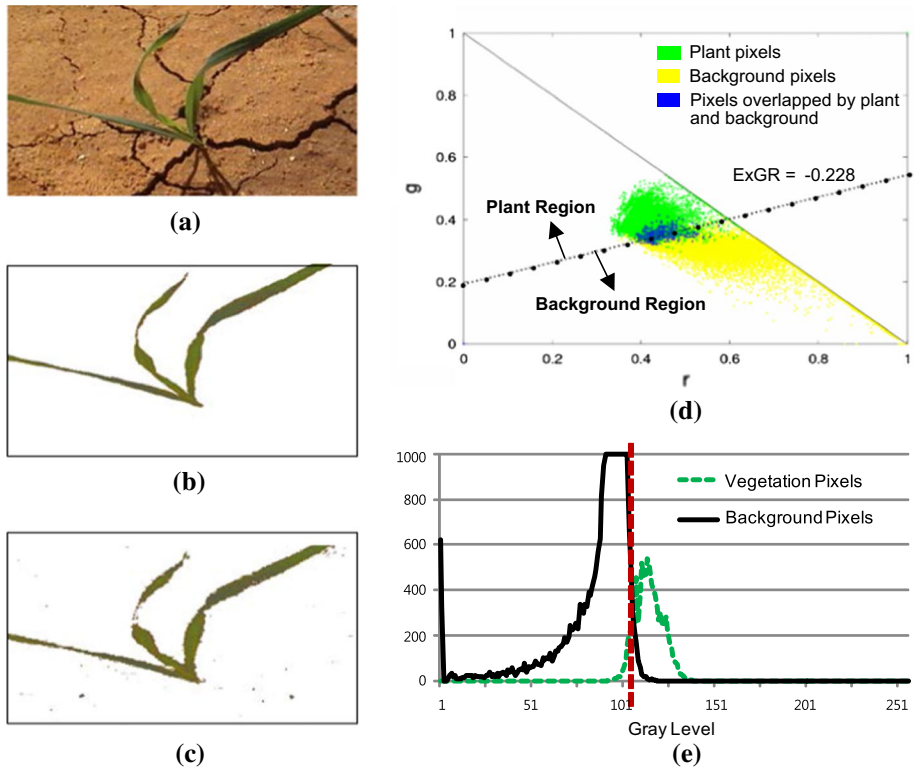 (a)
(b)
(c)
1
0.8
0.6
0.4
0.2
0
g
Plant pixels
Background pixels
Pixels overlapped by plant
and background
ExGR = -0.228
Plant Region
Background Region
0
0.2
0.4
0.6
0.8
1
r
(d)
1000
800
600
400
200
0
Vegetation Pixels
Background Pixels
1
51
101
151
201
251
Gray Level
(e)